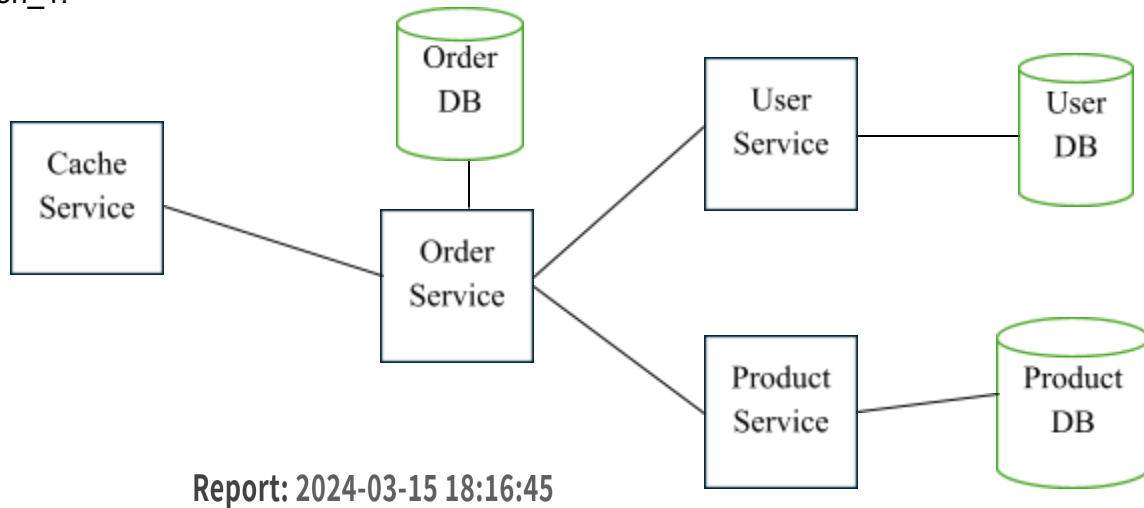 Order
DB
User
Service
User
DB
Cache
Service
Order
Service
Product
Service
Product
DB
Report: 2024-03-15 18:16:45